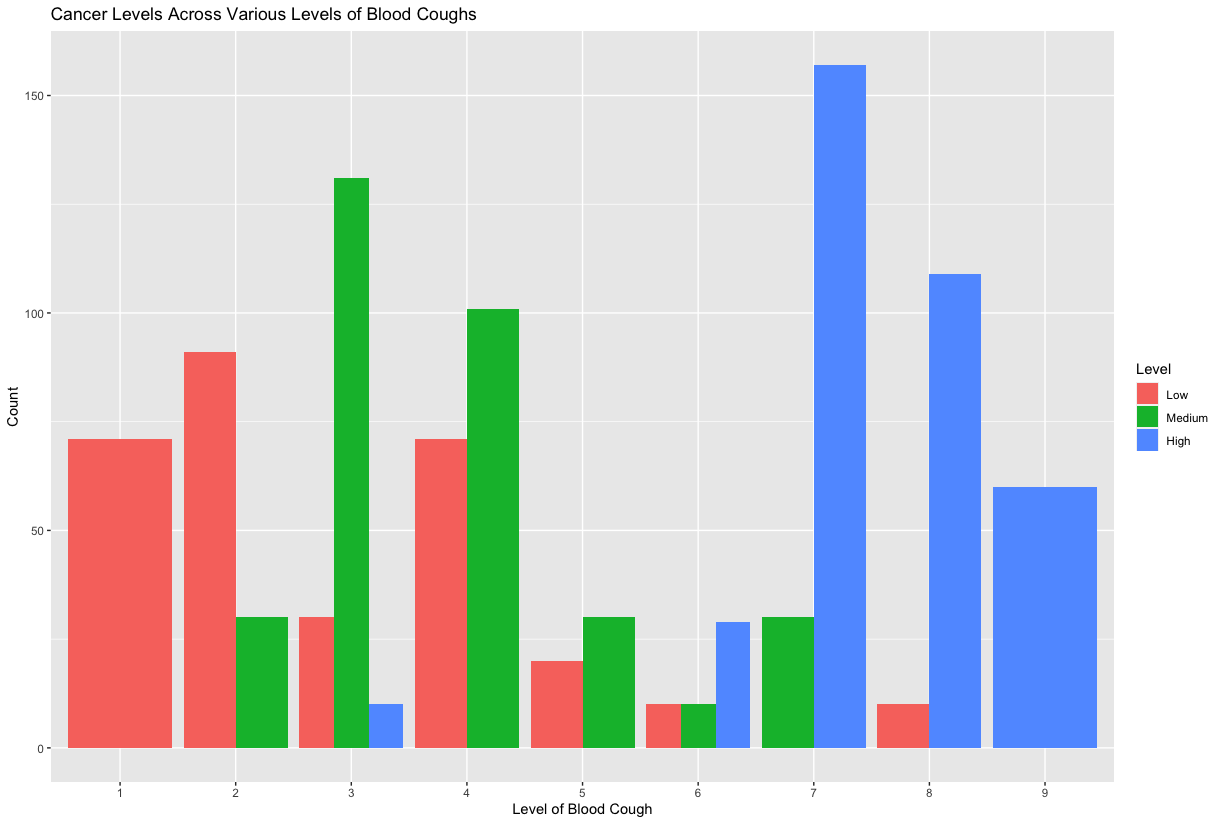 Cancer Levels Across Various Levels of Blood Coughs
150
100
50
0
Count
1 2 3 4 5 6 7 8 9
Level of Blood Cough
Level
Low
Medium
High